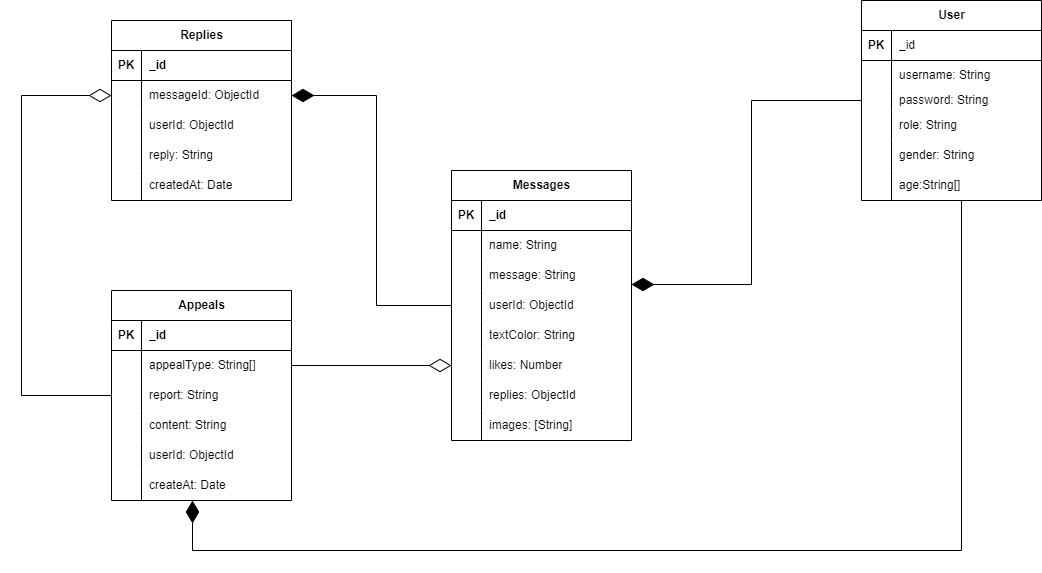 Replies
PK _id
messageId: ObjectId
userId: ObjectId
reply: String
createdAt: Date
User
PK _id
username: String
password: String
role: String
gender: String
age:String[]
Messages
PK _id
name: String
message: String
userId: ObjectId
textColor: String
likes: Number
replies: ObjectId
images: [String]
Appeals
PK _id
appealType: String[]
report: String
content: String
userId: ObjectId
createAt: Date